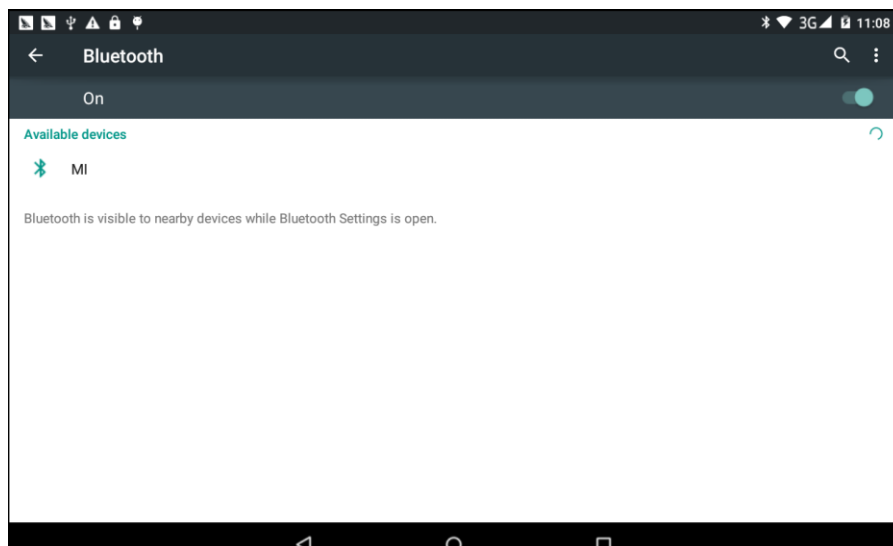 3G 11:08
Bluetooth
On
Available devices
MI
Bluetooth is visible to nearby devices while Bluetooth Settings is open.